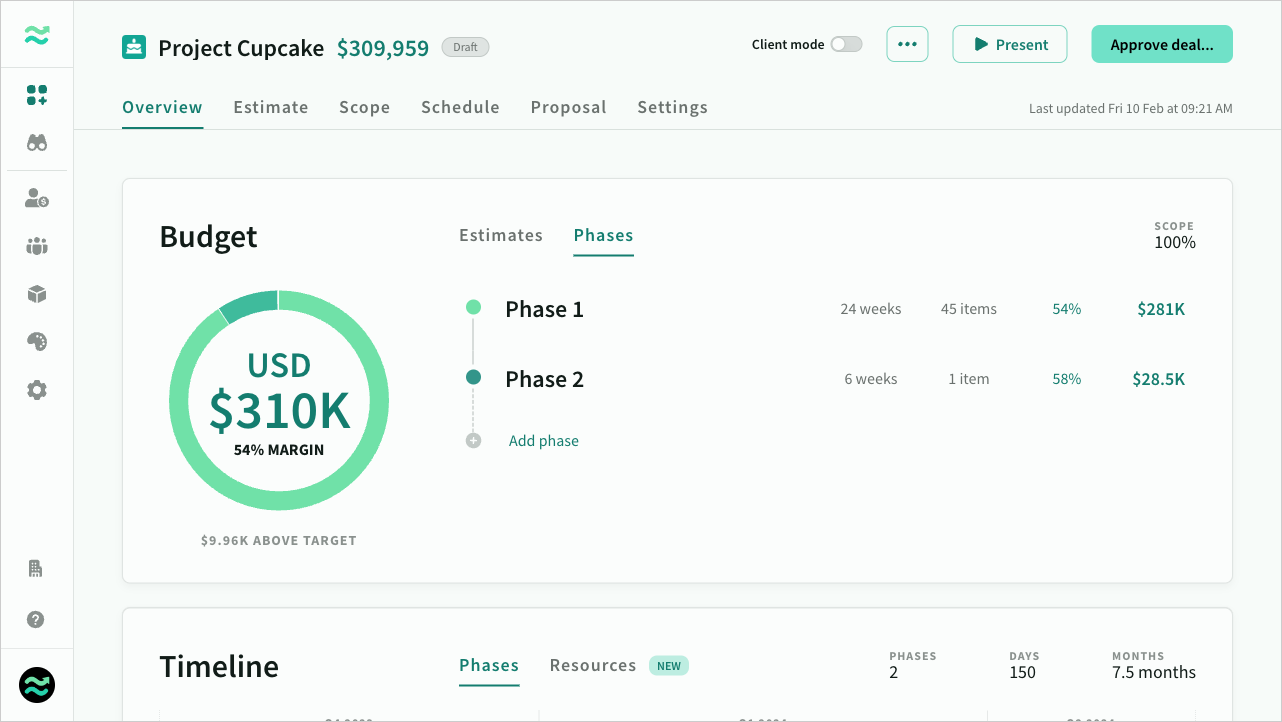 Project Cupcake $309,959 Draft
Client mode
Present
Approve deal...
Overview Estimate Scope Schedule Proposal Settings
Last updated Fri 10 Feb at 09:21 AM
Budget
Estimates Phases
SCOPE
100%
USD
$310K
54% MARGIN
$9.96K ABOVE TARGET
Phase 1 24 weeks 45 items 54% $281K
Phase 2 6 weeks 1 item 58% $28.5K
Add phase
Timeline
Phases Resources NEW
PHASES
2
DAYS
150
MONTHS
7.5 months